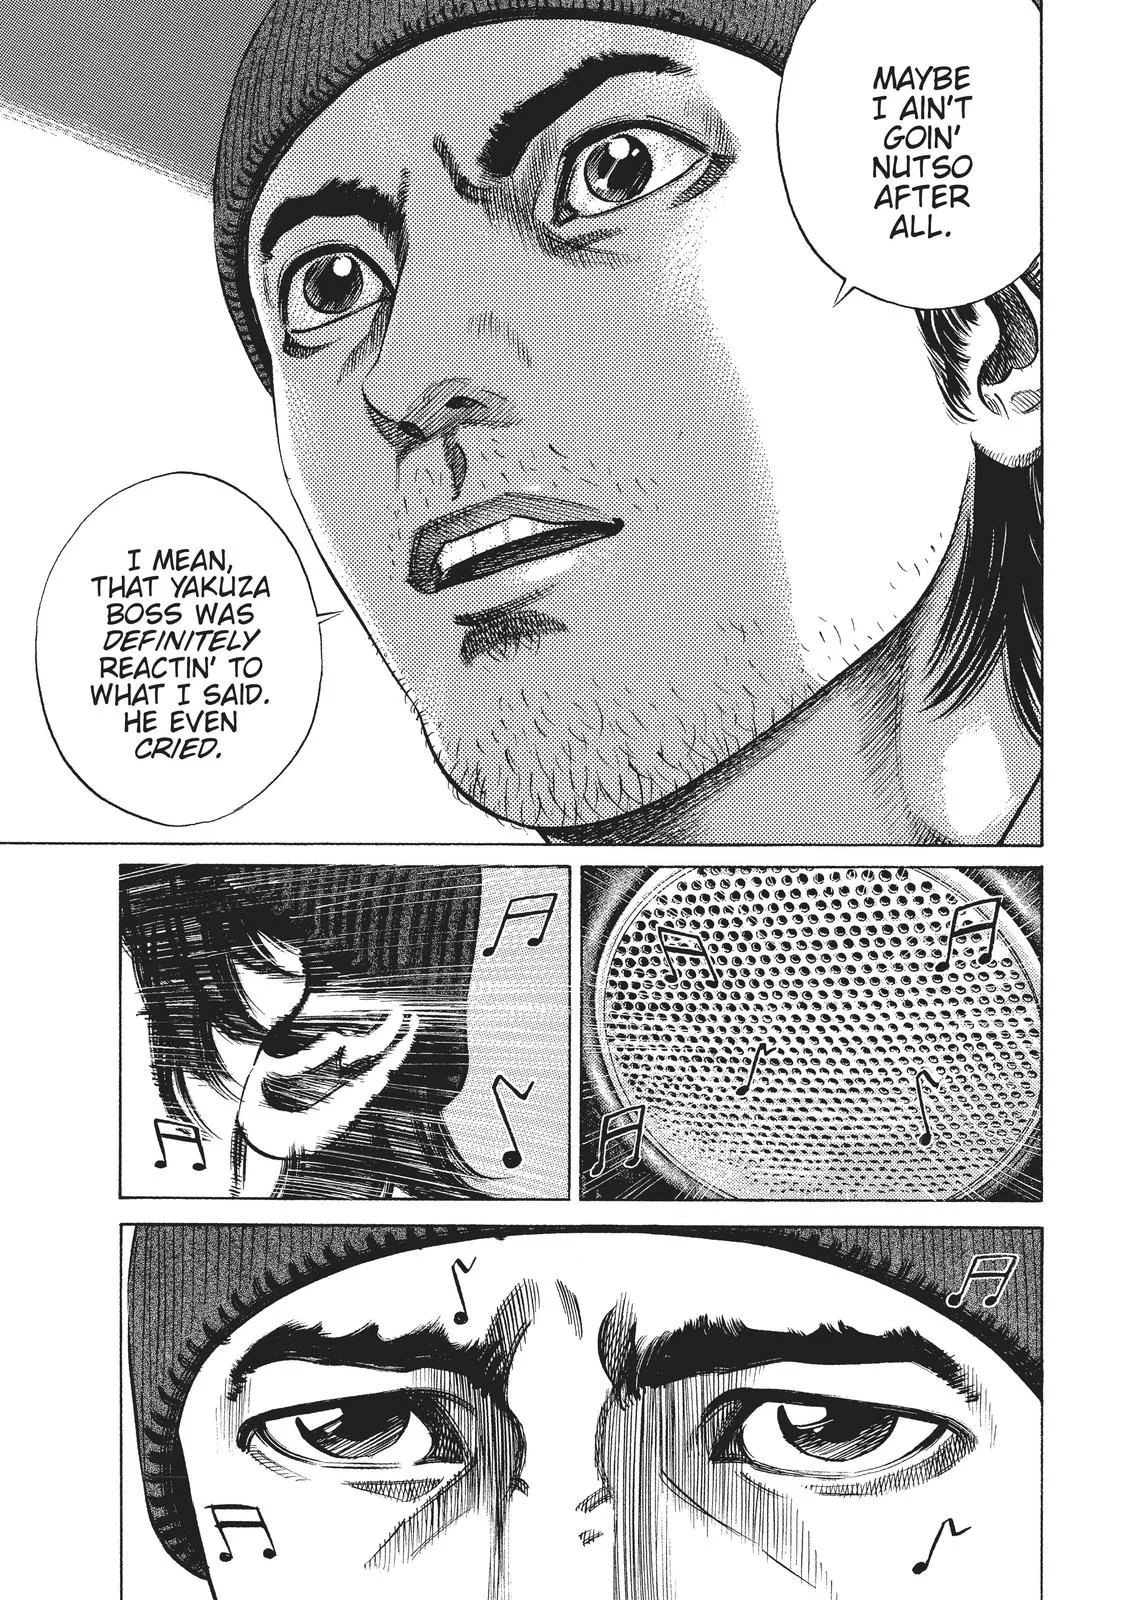 MAYBE
I AIN'T
GOIN'
NUTSO
AFTER
ALL.
I MEAN,
THAT YAKUZA
BOSS WAS
DEFINITELY
REACTIN' TO
WHAT I SAID.
HE EVEN
CRIED.